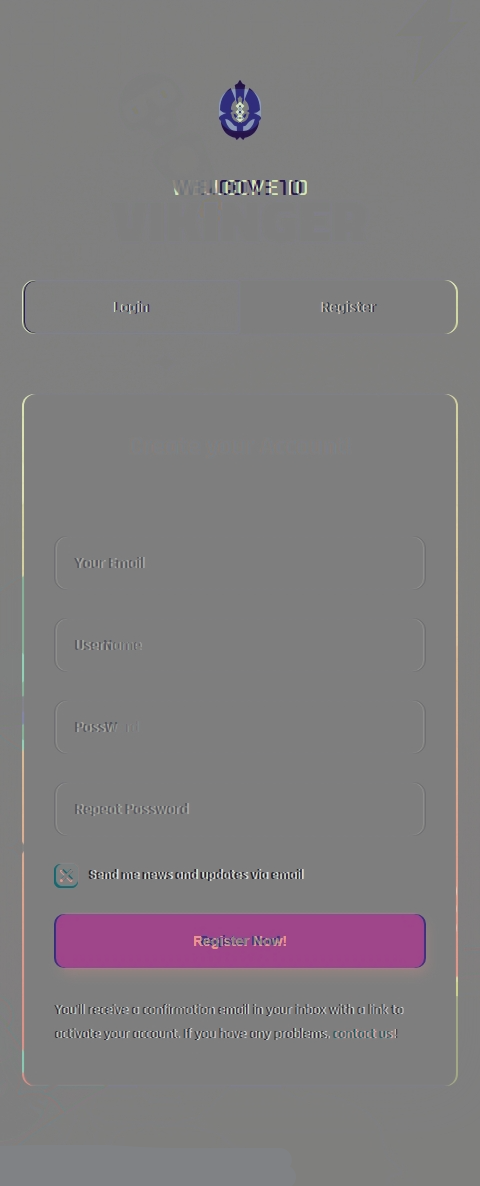 WELCOME TO
VIKINGER
Login
Register
Your Email
UserName
PassWord
Repeat Password
Send me news and updates via email
Register Now!
You'll receive a confirmation email in your inbox with a link to
activate your account. If you have any problems, contact us!